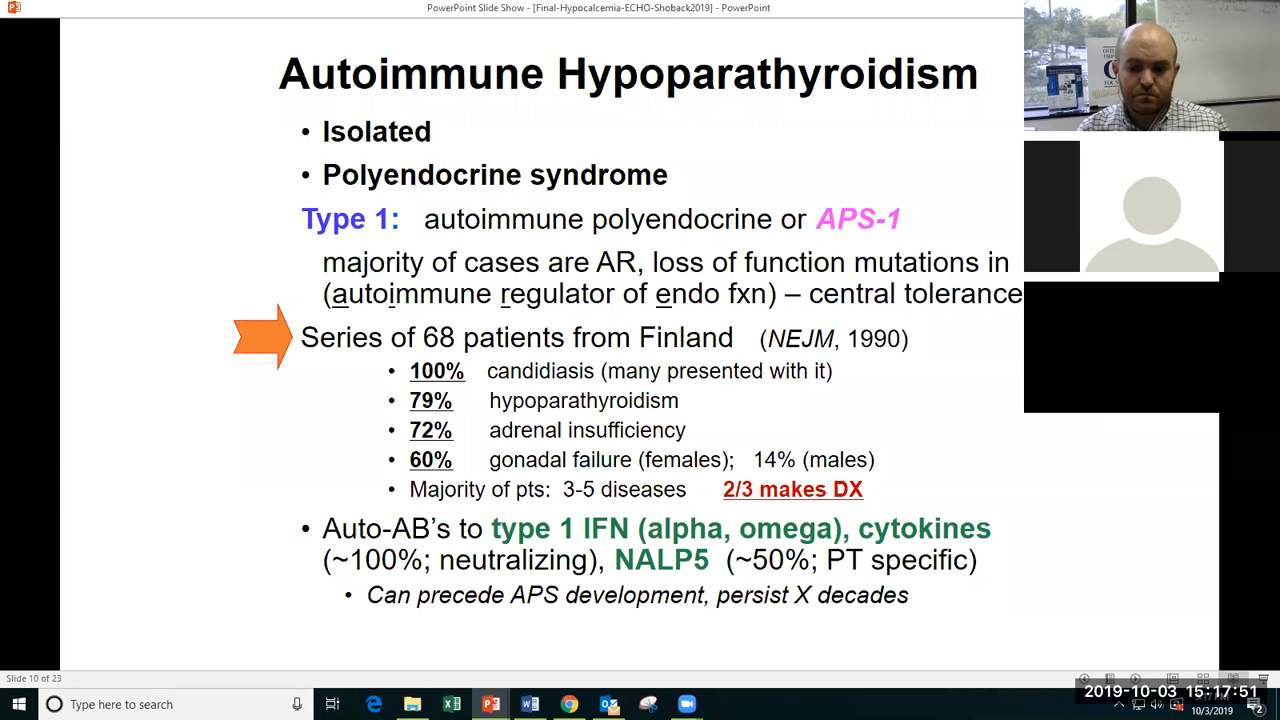 PowerPoint Slide Show - [Final-Hypocalcemia-ECHO-Shoback2019] - PowerPoint
Autoimmune Hypoparathyroidism
• Isolated
• Polyendocrine syndrome
Type 1: autoimmune polyendocrine or APS-1
majority of cases are AR, loss of function mutations in
(autoimmune regulator of endo fxn) – central tolerance
Series of 68 patients from Finland (NEJM, 1990)
• 100% candidiasis (many presented with it)
• 79% hypoparathyroidism
• 72% adrenal insufficiency
• 60% gonadal failure (females); 14% (males)
• Majority of pts: 3-5 diseases 2/3 makes DX
• Auto-AB's to type 1 IFN (alpha, omega), cytokines
(~100%; neutralizing), NALP5 (~50%; PT specific)
• Can precede APS development, persist X decades
Slide 10 of 23
2019-10-03 15:17:51
Type here to search
10/3/2019
2